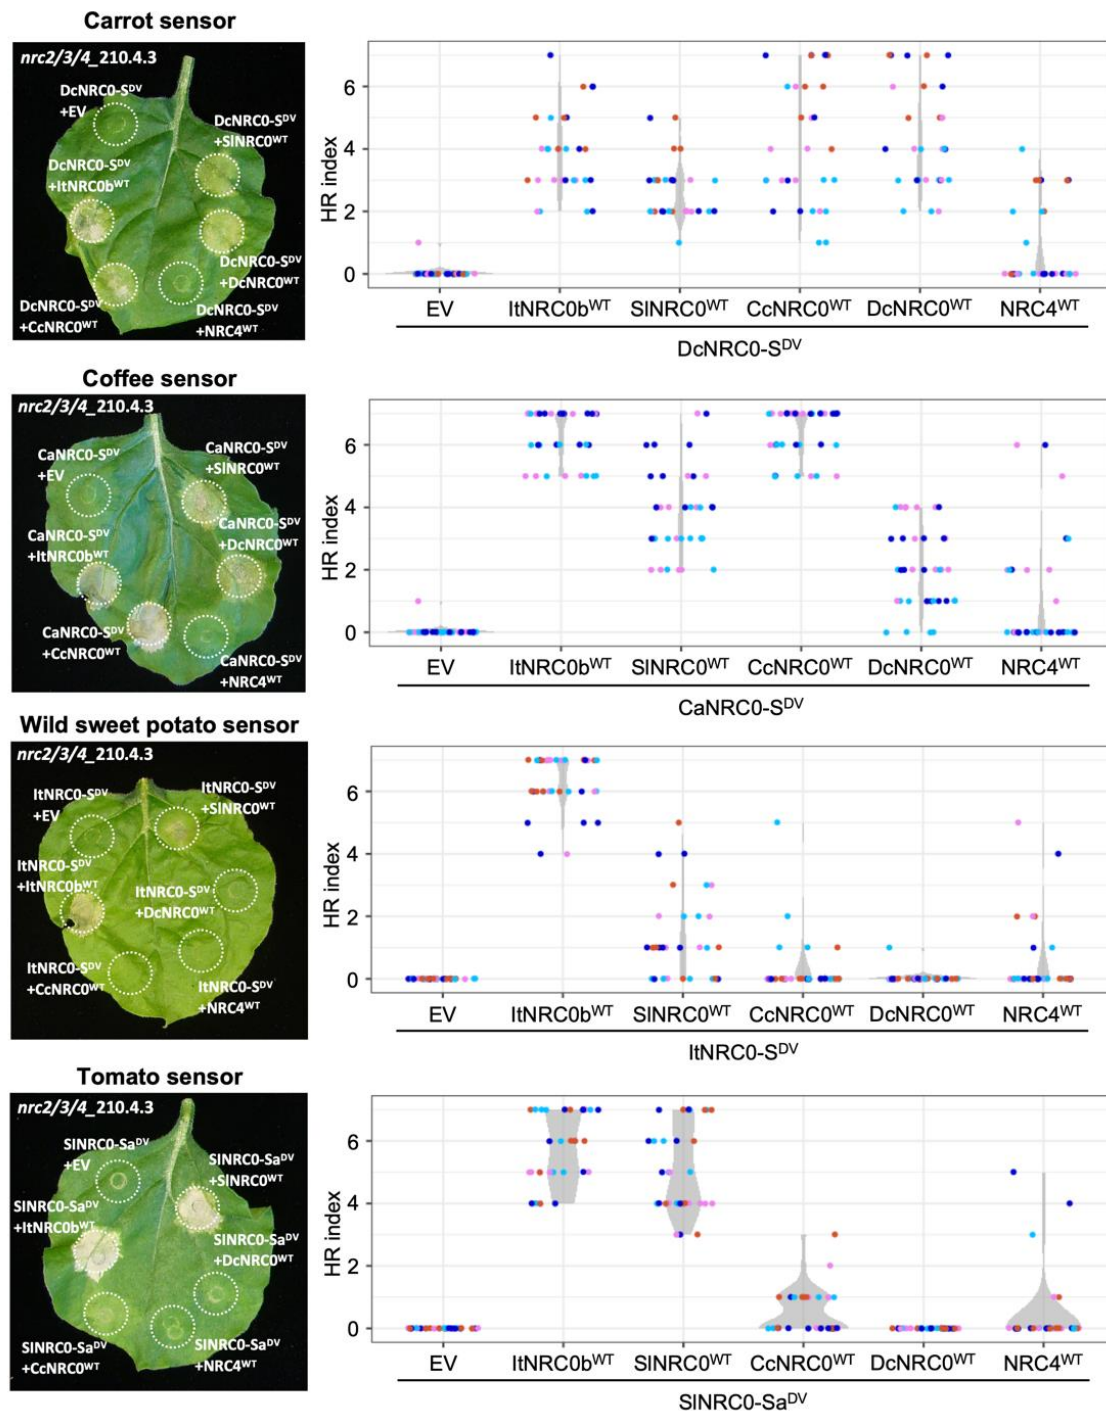 Carrot sensor
nrc2/3/4_210.4.3
DcNRC0-Sᴰⱽ
+EV
DcNRC0-Sᴰⱽ
+SlNRC0ᵂᵀ
DcNRC0-Sᴰⱽ
+ItNRC0bᵂᵀ
DcNRC0-Sᴰⱽ
+DcNRC0ᵂᵀ
DcNRC0-Sᴰⱽ
+CcNRC0ᵂᵀ
DcNRC0-Sᴰⱽ
+NRC4ᵂᵀ
HR index
6
4
2
0
EV ItNRC0bᵂᵀ SlNRC0ᵂᵀ CcNRC0ᵂᵀ DcNRC0ᵂᵀ NRC4ᵂᵀ
DcNRC0-Sᴰⱽ
Coffee sensor
nrc2/3/4_210.4.3
CaNRC0-Sᴰⱽ
+EV
CaNRC0-Sᴰⱽ
+SlNRC0ᵂᵀ
CaNRC0-Sᴰⱽ
+ItNRC0bᵂᵀ
CaNRC0-Sᴰⱽ
+DcNRC0ᵂᵀ
CaNRC0-Sᴰⱽ
+CcNRC0ᵂᵀ
CaNRC0-Sᴰⱽ
+NRC4ᵂᵀ
HR index
6
4
2
0
EV ItNRC0bᵂᵀ SlNRC0ᵂᵀ CcNRC0ᵂᵀ DcNRC0ᵂᵀ NRC4ᵂᵀ
CaNRC0-Sᴰⱽ
Wild sweet potato sensor
nrc2/3/4_210.4.3
ItNRC0-Sᴰⱽ
+EV
ItNRC0-Sᴰⱽ
+SlNRC0ᵂᵀ
ItNRC0-Sᴰⱽ
+ItNRC0bᵂᵀ
ItNRC0-Sᴰⱽ
+DcNRC0ᵂᵀ
ItNRC0-Sᴰⱽ
+CcNRC0ᵂᵀ
ItNRC0-Sᴰⱽ
+NRC4ᵂᵀ
HR index
6
4
2
0
EV ItNRC0bᵂᵀ SlNRC0ᵂᵀ CcNRC0ᵂᵀ DcNRC0ᵂᵀ NRC4ᵂᵀ
ItNRC0-Sᴰⱽ
Tomato sensor
nrc2/3/4_210.4.3
SlNRC0-Saᴰⱽ
+EV
SlNRC0-Saᴰⱽ
+SlNRC0ᵂᵀ
SlNRC0-Saᴰⱽ
+ItNRC0bᵂᵀ
SlNRC0-Saᴰⱽ
+DcNRC0ᵂᵀ
SlNRC0-Saᴰⱽ
+CcNRC0ᵂᵀ
SlNRC0-Saᴰⱽ
+NRC4ᵂᵀ
HR index
6
4
2
0
EV ItNRC0bᵂᵀ SlNRC0ᵂᵀ CcNRC0ᵂᵀ DcNRC0ᵂᵀ NRC4ᵂᵀ
SlNRC0-Saᴰⱽ